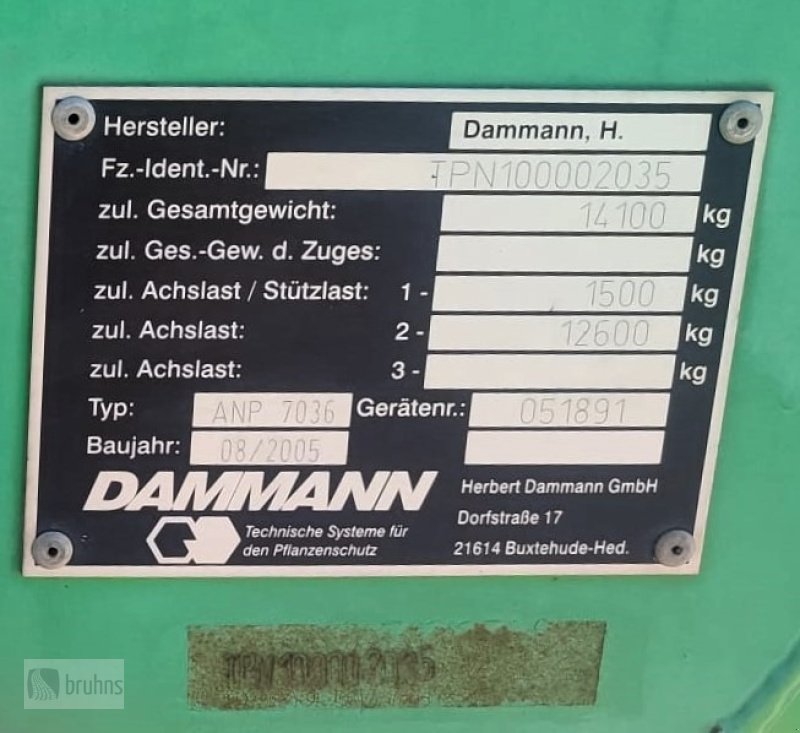 Hersteller: Dammann, H.
Fz.-Ident.-Nr.: TPN100002035
zul. Gesamtgewicht: 14100 kg
zul. Ges.-Gew. d. Zuges: kg
zul. Achslast / Stützlast: 1 - 1500 kg
zul. Achslast: 2 - 12600 kg
zul. Achslast: 3 - kg
Typ: ANP 7036 Gerätenr.: 051891
Baujahr: 08/2005
DAMMANN
Technische Systeme für
den Pflanzenschutz
Herbert Dammann GmbH
Dorfstraße 17
21614 Buxtehude-Hed.
TPN100002035
bruhns